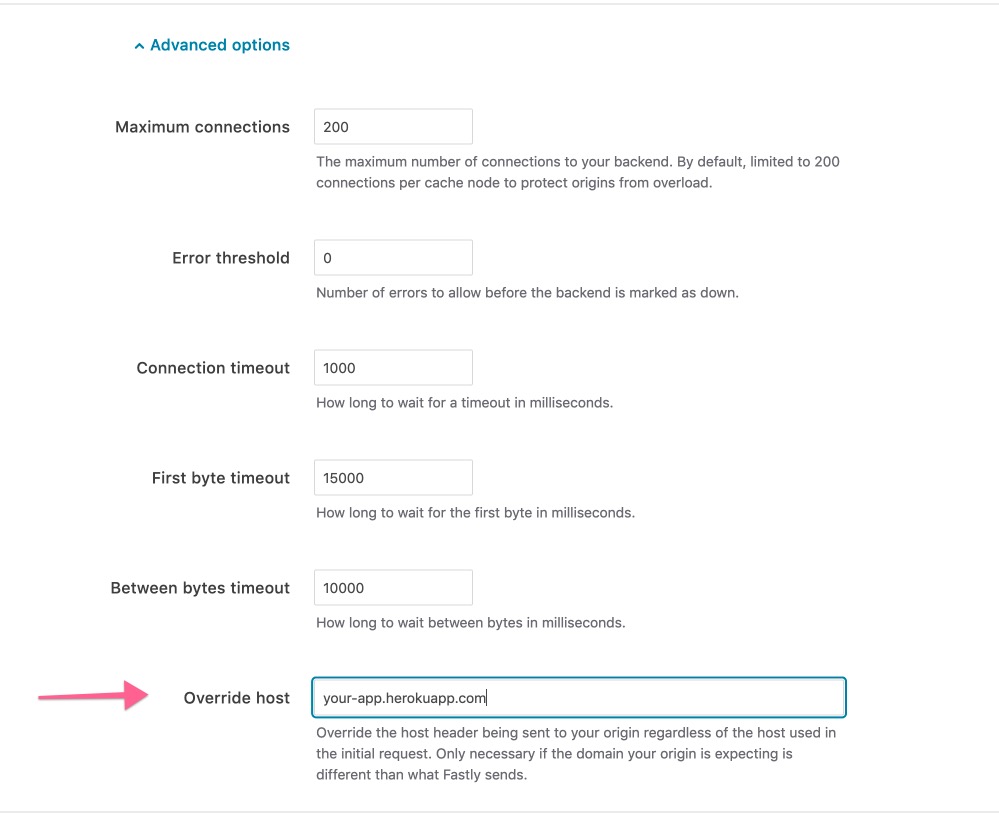 Advanced options
Maximum connections
200
The maximum number of connections to your backend. By default, limited to 200
connections per cache node to protect origins from overload.
Error threshold
0
Number of errors to allow before the backend is marked as down.
Connection timeout
1000
How long to wait for a timeout in milliseconds.
First byte timeout
15000
How long to wait for the first byte in milliseconds.
Between bytes timeout
10000
How long to wait between bytes in milliseconds.
Override host
your-app.herokuapp.com
Override the host header being sent to your origin regardless of the host used in
the initial request. Only necessary if the domain your origin is expecting is
different than what Fastly sends.